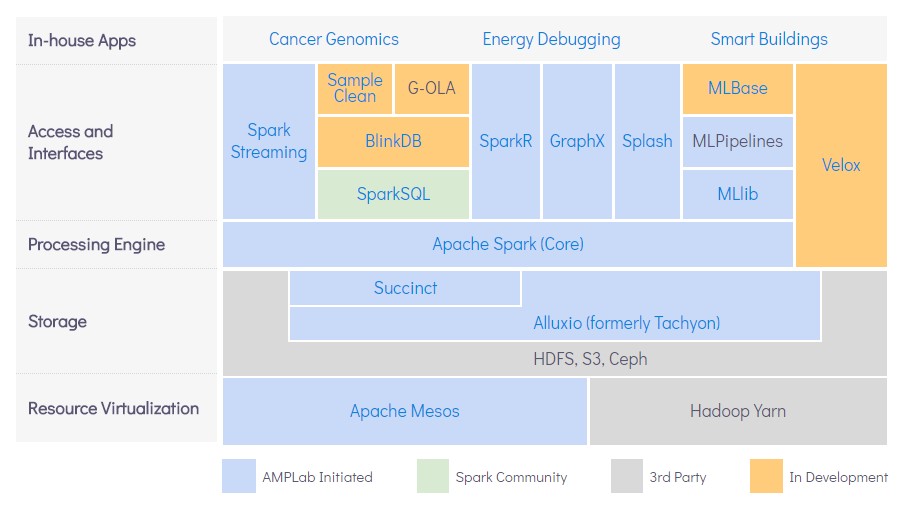 In-house Apps
Cancer Genomics
Energy Debugging
Smart Buildings
Access and
Interfaces
Spark
Streaming
Sample
Clean
G-OLA
BlinkDB
SparkSQL
SparkR
GraphX
Splash
MLBase
MLPipelines
MLlib
Velox
Processing Engine
Apache Spark (Core)
Storage
Succinct
Alluxio (formerly Tachyon)
HDFS, S3, Ceph
Resource Virtualization
Apache Mesos
Hadoop Yarn
AMPLab Initiated
Spark Community
3rd Party
In Development